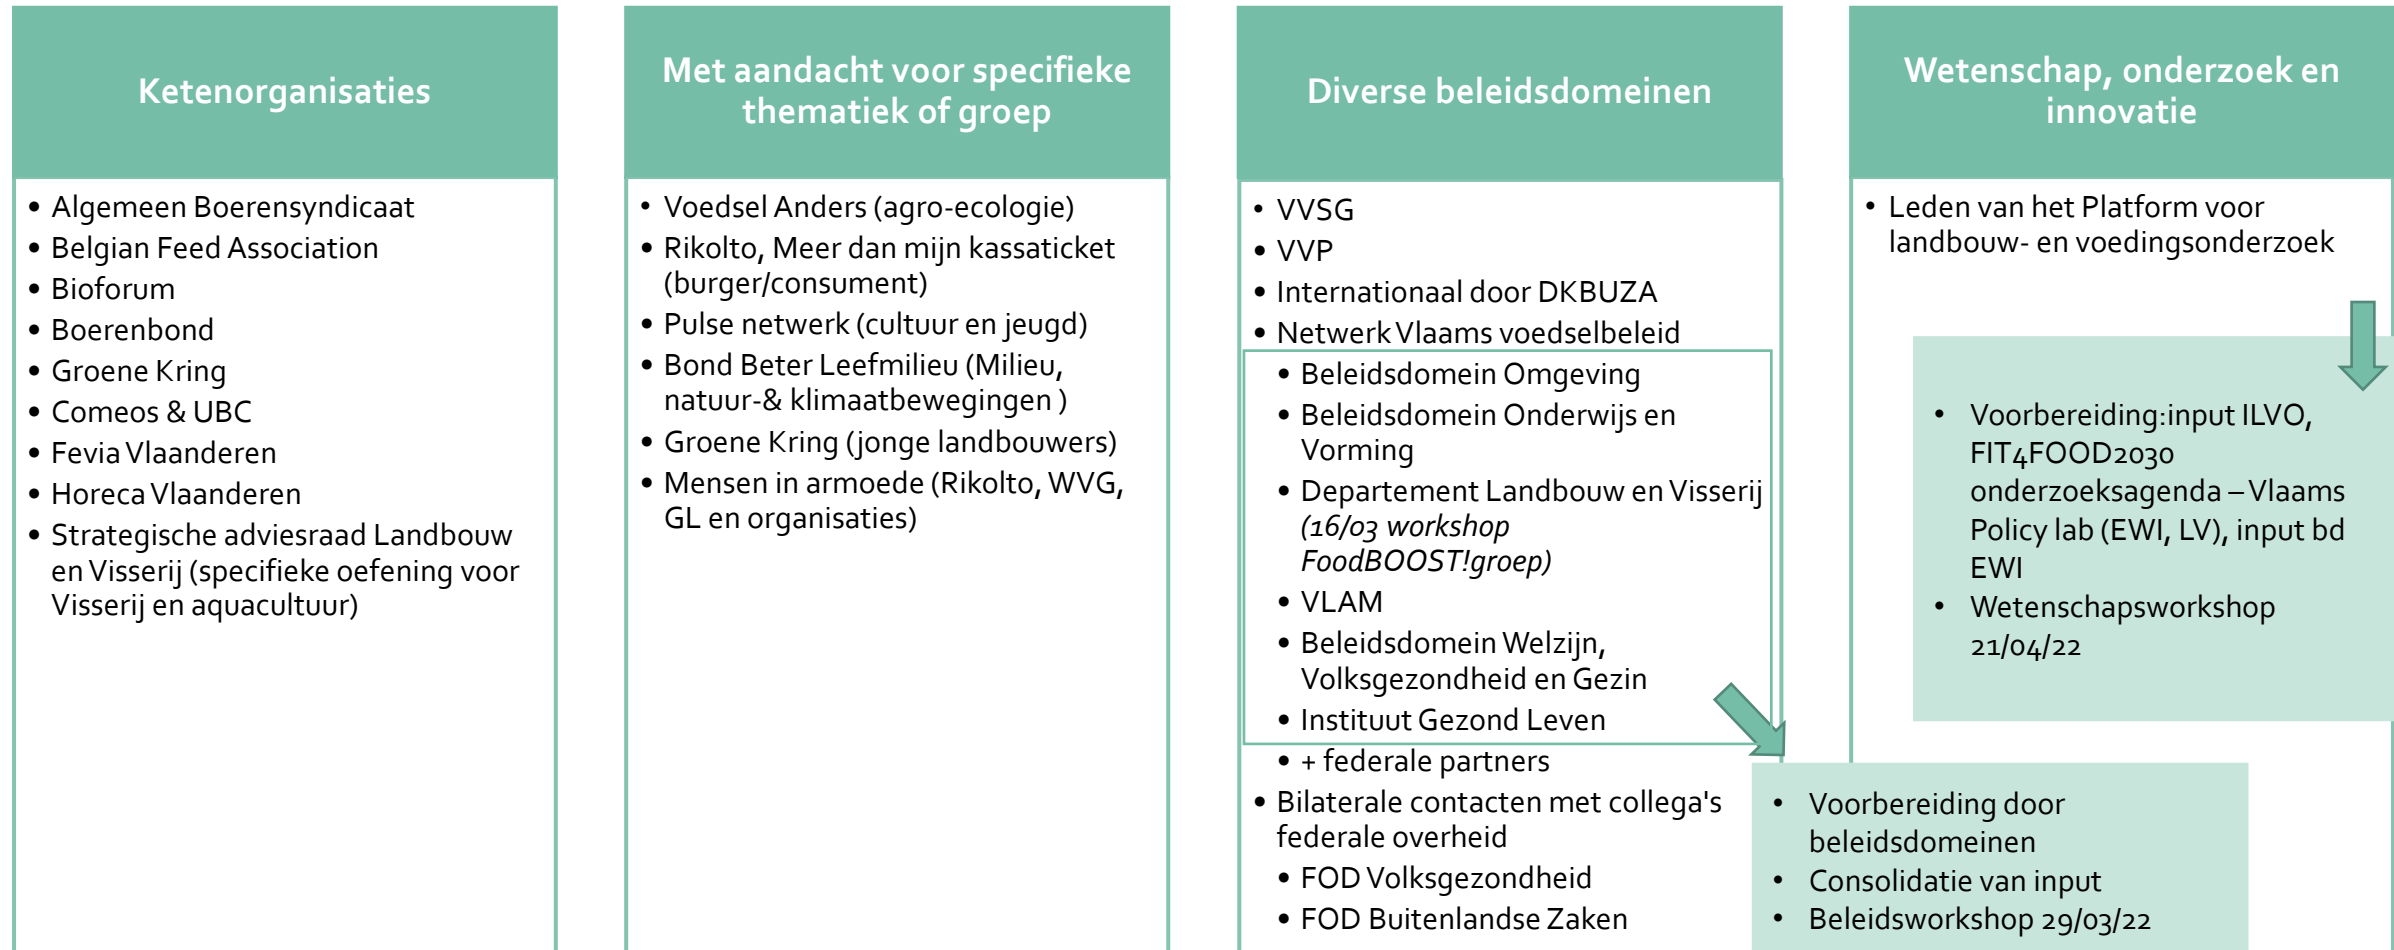 Ketenorganisaties
• Algemeen Boerensyndicaat
• Belgian Feed Association
• Bioforum
• Boerenbond
• Groene Kring
• Comeos & UBC
• Fevia Vlaanderen
• Horeca Vlaanderen
• Strategische adviesraad Landbouw
en Visserij (specifieke oefening voor
Visserij en aquacultuur)
Met aandacht voor specifieke
thematiek of groep
• Voedsel Anders (agro-ecologie)
• Rikolto, Meer dan mijn kassaticket
(burger/consument)
• Pulse netwerk (cultuur en jeugd)
• Bond Beter Leefmilieu (Milieu,
natuur-& klimaatbewegingen )
• Groene Kring (jonge landbouwers)
• Mensen in armoede (Rikolto, WVG,
GL en organisaties)
Diverse beleidsdomeinen
• VVSG
• VVP
• Internationaal door DKBUZA
• Netwerk Vlaams voedselbeleid
• Beleidsdomein Omgeving
• Beleidsdomein Onderwijs en
Vorming
• Departement Landbouw en Visserij
(16/03 workshop
FoodBOOST!groep)
• VLAM
• Beleidsdomein Welzijn,
Volksgezondheid en Gezin
• Instituut Gezond Leven
• + federale partners
• Bilaterale contacten met collega's
federale overheid
• FOD Volksgezondheid
• FOD Buitenlandse Zaken
• Voorbereiding door
beleidsdomeinen
• Consolidatie van input
• Beleidsworkshop 29/03/22
Wetenschap, onderzoek en
innovatie
• Leden van het Platform voor
landbouw- en voedingsonderzoek
• Voorbereiding:input ILVO,
FIT4FOOD2030
onderzoeksagenda – Vlaams
Policy lab (EWI, LV), input bd
EWI
• Wetenschapsworkshop
21/04/22